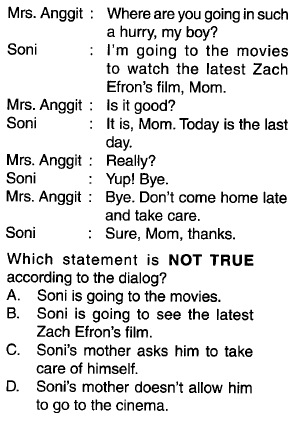 Mrs. Anggit : Where are you going in such
a hurry, my boy?
Soni : I'm going to the movies
to watch the latest Zach
Efron's film, Mom.
Mrs. Anggit : Is it good?
Soni : It is, Mom. Today is the last
day.
Mrs. Anggit : Really?
Soni : Yup! Bye.
Mrs. Anggit : Bye. Don't come home late
and take care.
Soni : Sure, Mom, thanks.
Which statement is NOT TRUE
according to the dialog?
A. Soni is going to the movies.
B. Soni is going to see the latest
Zach Efron's film.
C. Soni's mother asks him to take
care of himself.
D. Soni's mother doesn't allow him
to go to the cinema.